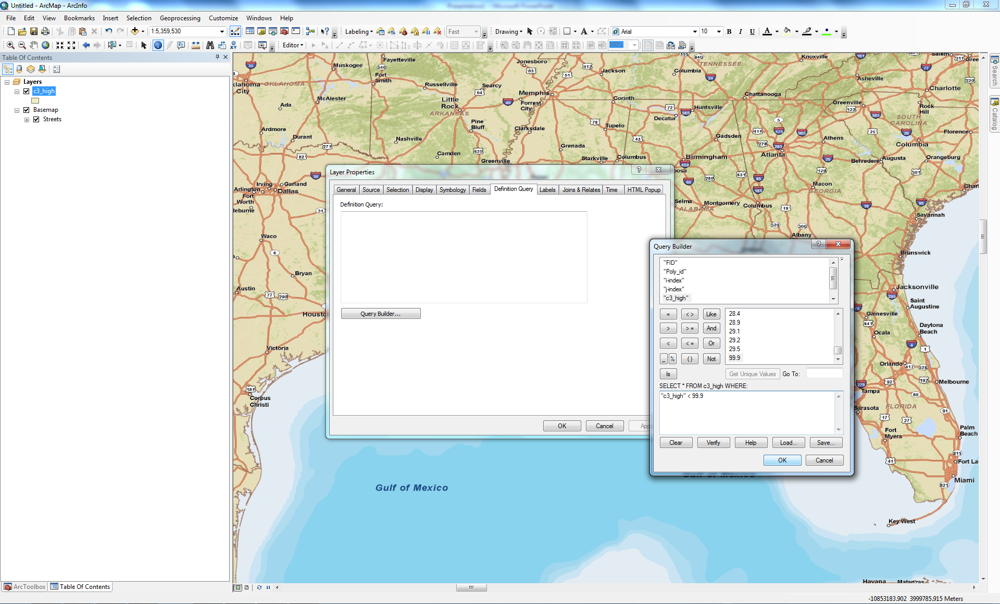 Untitled - ArcMap - ArcInfo
File Edit View Bookmarks Insert Selection Geoprocessing Customize Windows Help
1:5,359,530
Labeling
Fast
Drawing
Arial
10
B I U A
Editor
100%
Table Of Contents
Layers
c3_high
Basemap
Streets
ArcToolbox
Table Of Contents
Search
Catalog
Layer Properties
General Source Selection Display Symbology Fields Definition Query Labels Joins & Relates Time HTML Popup
Definition Query:
Query Builder...
OK Cancel App
Query Builder
"FID"
"Poly_id"
"i-index"
"j-index"
"c3_high"
= < > Like
> > = And
< < = Or
_ % ( ) Not
Is
28.4
28.9
29.1
29.2
29.5
99.9
Get Unique Values Go To:
SELECT * FROM c3_high WHERE:
"c3_high" < 99.9
Clear Verify Help Load... Save...
OK Cancel
Muskogee
Fayetteville
Jonesboro
Jackson
Columbia
TENNESSEE
Knoxville
Salem
Gree
klahoma
City
OKLAHOMA
Fort
Smith
Russellville
Searcy
Memphis
Forrest
City
Corinth
Chattanooga
Asheville
Charlotte
McAlester
Ada
Little
Rock
ARKANSAS
Huntsville
Decatur
Greenville
Rock
Hill
SOUTH
CAROLINA
Pine
Bluff
Clarksdale
Tupelo
Gadsden
Athens
Florence
Ardmore
Durant
Nashville
Grenada
Columbia
Atlanta
Camden
Greenville
Starkville
Columbus
Birmingham
Belvedere
Augusta
Orangeburg
Irving
Garland
Arlington
Dallas
Fort
Worth
leburne
Macon
GEORGIA
Charl
Selma
ALABAMA
Montgomery
Columbus
Savannah
Waco
Albany
Bryan
Austin
Brunswick
Houst
Jacksonville
Saint
Augustine
Gainesville
Ocala
Daytona
Beach
Victoria
Orlando
Corpus
Christi
Melbourne
Tampa
FLORIDA
Sarasota
Fort
Myers
Palm
Beach
Fort La
Miami
Gulf of Mexico
Gulf of Mexico
Key West
Havana
Matanzas
-10853183.902 3999785.915 Meters